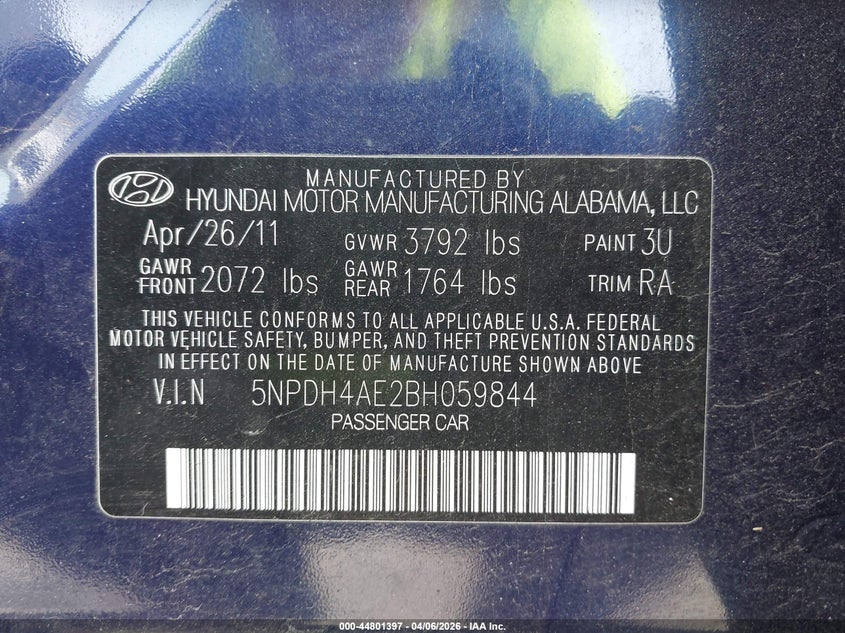 MANUFACTURED BY
HYUNDAI MOTOR MANUFACTURING ALABAMA, LLC
Apr/26/11 GVWR 3792 lbs PAINT 3U
GAWR FRONT 2072 lbs GAWR REAR 1764 lbs TRIM RA
THIS VEHICLE CONFORMS TO ALL APPLICABLE U.S.A. FEDERAL
MOTOR VEHICLE SAFETY, BUMPER, AND THEFT PREVENTION STANDARDS
IN EFFECT ON THE DATE OF MANUFACTURE SHOWN ABOVE
V.I.N 5NPDH4AE2BH059844
PASSENGER CAR
000-44801397 - 04/06/2026 - IAA Inc.